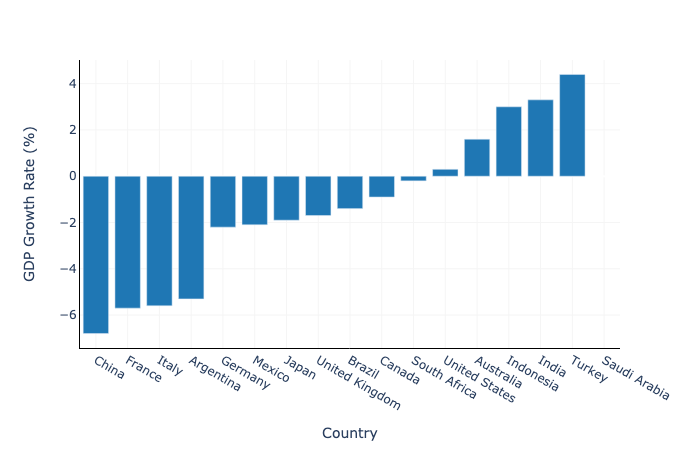 4
2
0
−2
−4
−6
GDP Growth Rate (%)
China
France
Italy
Argentina
Germany
Mexico
Japan
United Kingdom
Brazil
Canada
South Africa
United States
Australia
Indonesia
India
Turkey
Saudi Arabia
Country